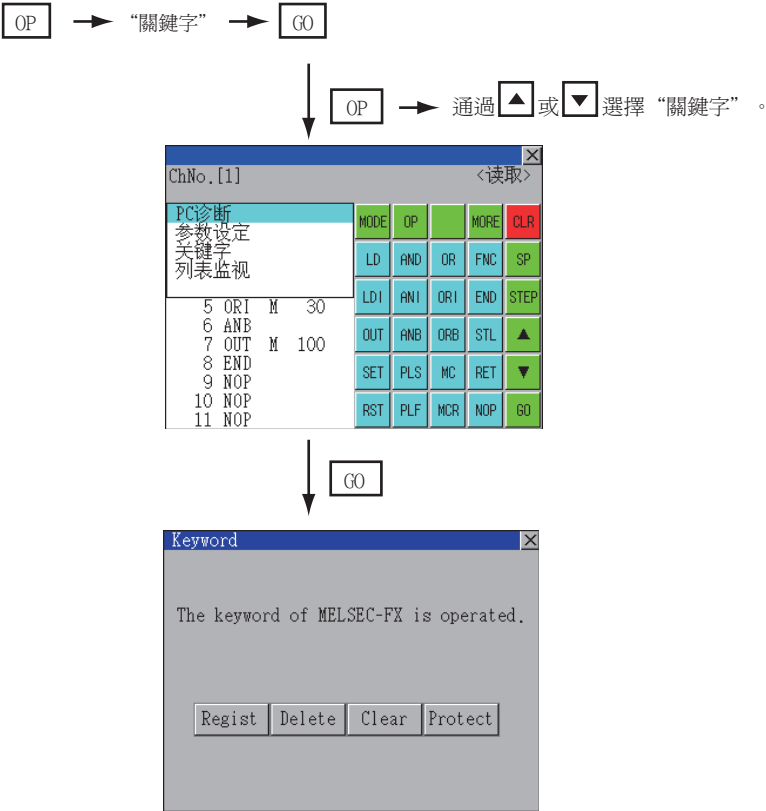 OP → “關鍵字” → GO
OP → 通過 ▲ 或 ▼ 選擇“關鍵字”。
ChNo.[1] <读取>
PC诊断
参数设定
关键字
列表监视
5 ORI M 30
6 ANB
7 OUT M 100
8 END
9 NOP
10 NOP
11 NOP
MODE OP MORE CLR
LD AND OR FNC SP
LDI ANI ORI END STEP
OUT ANB ORB STL ▲
SET PLS MC RET ▼
RST PLF MCR NOP GO
GO
Keyword
The keyword of MELSEC-FX is operated.
Regist Delete Clear Protect